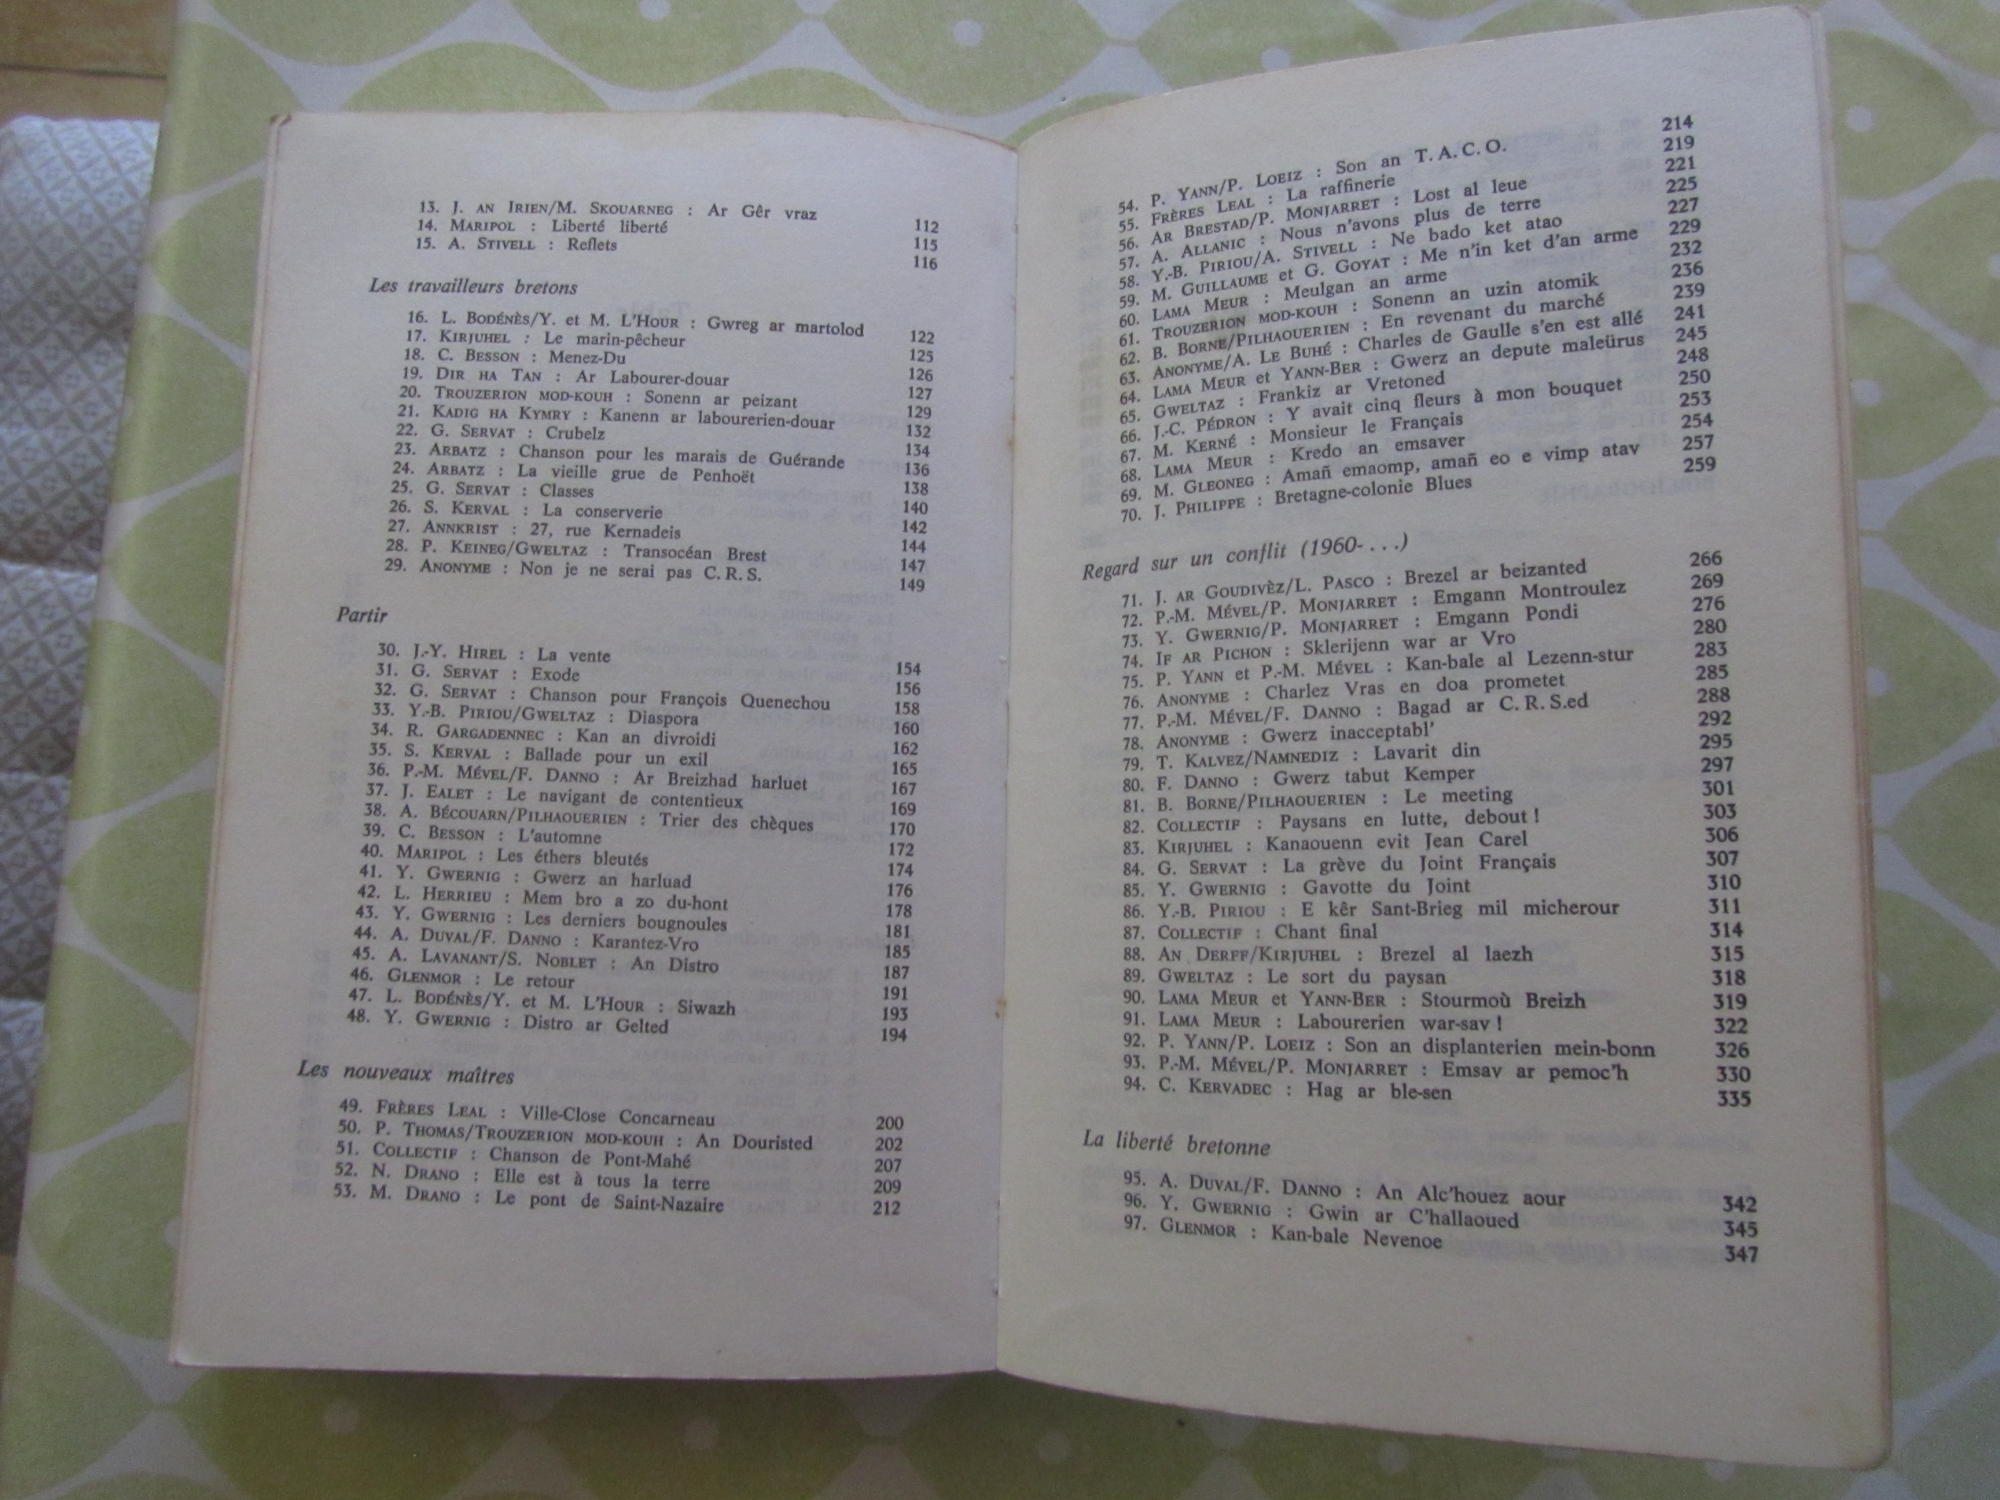 13. J. AN IRIEN/M. SKOUARNEG : Ar Gêr vraz 112
14. MARIPOL : Liberté liberté 115
15. A. STIVELL : Reflets 116
Les travailleurs bretons
16. L. BODÉNÈS/Y. et M. L'HOUR : Gwreg ar martolod 122
17. KIRJUHEL : Le marin-pêcheur 125
18. C. BESSON : Menez-Du 126
19. DIR HA TAN : Ar Labourer-douar 127
20. TROUZERION MOD-KOUH : Sonenn ar peizant 129
21. KADIG HA KYMRY : Kanenn ar labourerien-douar 132
22. G. SERVAT : Crubelz 134
23. ARBATZ : Chanson pour les marais de Guérande 136
24. ARBATZ : La vieille grue de Penhoët 138
25. G. SERVAT : Classes 140
26. S. KERVAL : La conserverie 142
27. ANNKRIST : 27, rue Kernadeis 144
28. P. KEINEG/GWELTAZ : Transocéan Brest 147
29. ANONYME : Non je ne serai pas C.R.S. 149
Partir
30. J.-Y. HIREL : La vente 154
31. G. SERVAT : Exode 156
32. G. SERVAT : Chanson pour François Quenechou 158
33. Y.-B. PIRIOU/GWELTAZ : Diaspora 160
34. R. GARGADENNEC : Kan an divroidi 162
35. S. KERVAL : Ballade pour un exil 165
36. P.-M. MÉVEL/F. DANNO : Ar Breizhad harluet 167
37. J. EALET : Le navigant de contentieux 169
38. A. BÉCOUARN/PILHAOUERIEN : Trier des chèques 170
39. C. BESSON : L'automne 172
40. MARIPOL : Les éthers bleutés 174
41. Y. GWERNIG : Gwerz an harluad 176
42. L. HERRIEU : Mem bro a zo du-hont 178
43. Y. GWERNIG : Les derniers bougnoules 181
44. A. DUVAL/F. DANNO : Karantez-Vro 185
45. A. LAVANANT/S. NOBLET : An Distro 187
46. GLENMOR : Le retour 191
47. L. BODÉNÈS/Y. et M. L'HOUR : Siwazh 193
48. Y. GWERNIG : Distro ar Gelted 194
Les nouveaux maîtres
49. FRÈRES LEAL : Ville-Close Concarneau 200
50. P. THOMAS/TROUZERION MOD-KOUH : An Douristed 202
51. COLLECTIF : Chanson de Pont-Mahé 207
52. N. DRANO : Elle est à tous la terre 209
53. M. DRANO : Le pont de Saint-Nazaire 212
54. P. YANN/P. LOEIZ : Son an T.A.C.O. 214
55. FRÈRES LEAL : La raffinerie 219
56. AR BRESTAD/P. MONJARRET : Lost al leue 221
57. A. ALLANIC : Nous n'avons plus de terre 225
58. Y.-B. PIRIOU/A. STIVELL : Ne bado ket atao 227
59. M. GUILLAUME et G. GOYAT : Me n'in ket d'an arme 229
60. LAMA MEUR : Meulgan an arme 232
61. TROUZERION MOD-KOUH : Sonenn an uzin atomik 236
62. B. BORNE/PILHAOUERIEN : En revenant du marché 239
63. ANONYME/A. LE BUHÉ : Charles de Gaulle s'en est allé 241
64. LAMA MEUR et YANN-BER : Gwerz an depute maleürus 245
65. GWELTAZ : Frankiz ar Vretoned 248
66. J.-C. PÉDRON : Y avait cinq fleurs à mon bouquet 250
67. M. KERNÉ : Monsieur le Français 253
68. LAMA MEUR : Kredo an emsaver 254
69. M. GLEONEG : Amañ emaomp, amañ eo e vimp atav 257
70. J. PHILIPPE : Bretagne-colonie Blues 259
Regard sur un conflit (1960-...)
71. J. AR GOUDIVÈZ/L. PASCO : Brezel ar beizanted 266
72. P.-M. MÉVEL/P. MONJARRET : Emgann Montroulez 269
73. Y. GWERNIG/P. MONJARRET : Emgann Pondi 276
74. IF AR PICHON : Sklerijenn war ar Vro 280
75. P. YANN et P.-M. MÉVEL : Kan-bale al Lezenn-stur 283
76. ANONYME : Charlez Vras en doa prometet 285
77. P.-M. MÉVEL/F. DANNO : Bagad ar C.R.S.ed 288
78. ANONYME : Gwerz inacceptabl' 292
79. T. KALVEZ/NAMNEDIZ : Lavarit din 295
80. F. DANNO : Gwerz tabut Kemper 297
81. B. BORNE/PILHAOUERIEN : Le meeting 301
82. COLLECTIF : Paysans en lutte, debout ! 303
83. KIRJUHEL : Kanaouenn evit Jean Carel 306
84. G. SERVAT : La grève du Joint Français 307
85. Y. GWERNIG : Gavotte du Joint 310
86. Y.-B. PIRIOU : E kêr Sant-Brieg mil micherour 311
87. COLLECTIF : Chant final 314
88. AN DERFF/KIRJUHEL : Brezel al laezh 315
89. GWELTAZ : Le sort du paysan 318
90. LAMA MEUR et YANN-BER : Stourmoù Breizh 319
91. LAMA MEUR : Labourerien war-sav ! 322
92. P. YANN/P. LOEIZ : Son an displanterien mein-bonn 326
93. P.-M. MÉVEL/P. MONJARRET : Emsav ar pemoc'h 330
94. C. KERVADEC : Hag ar ble-sen 335
La liberté bretonne
95. A. DUVAL/F. DANNO : An Alc'houez aour 342
96. Y. GWERNIG : Gwin ar C'hallaoued 345
97. GLENMOR : Kan-bale Nevenoe 347